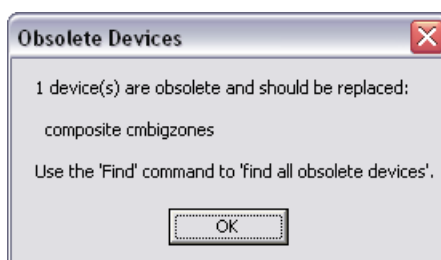 Obsolete Devices
1 device(s) are obsolete and should be replaced:
composite cmbigzones
Use the 'Find' command to 'find all obsolete devices'.
OK